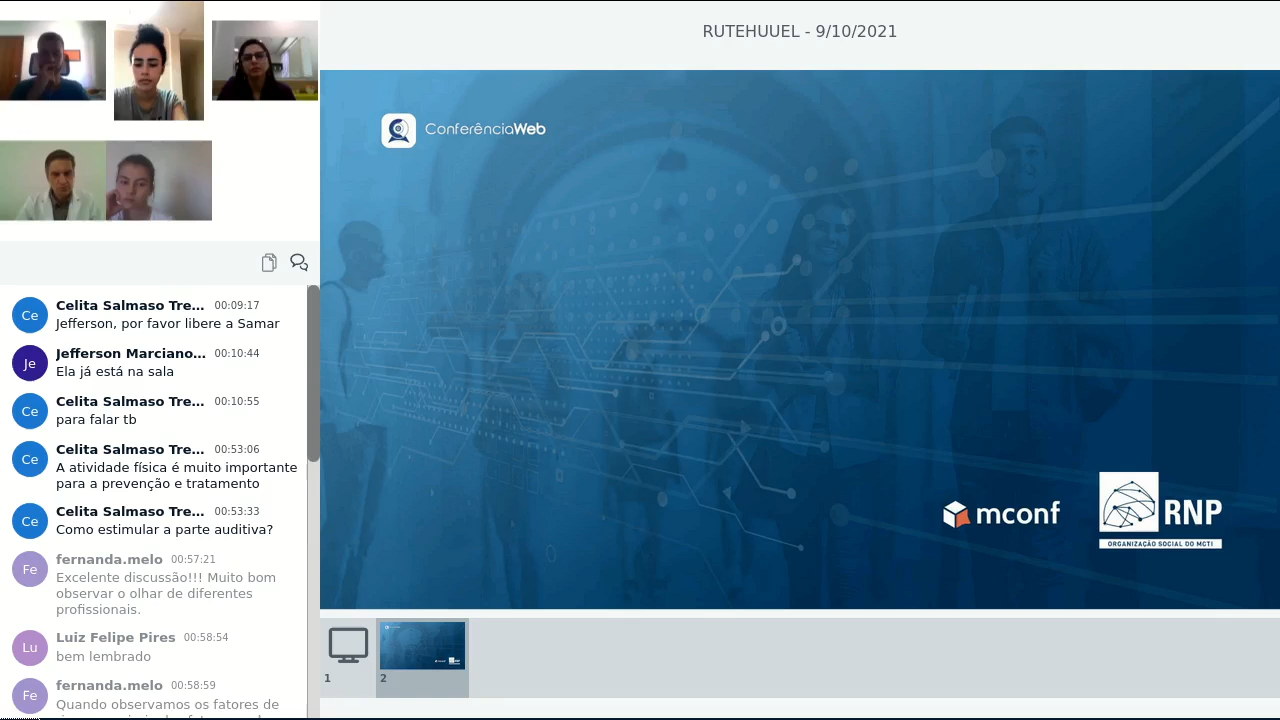 RUTEHUUEL - 9/10/2021
ConferênciaWeb
Ce
Celita Salmaso Tre... 00:09:17
Jefferson, por favor libere a Samar
Je
Jefferson Marciano... 00:10:44
Ela já está na sala
Ce
Celita Salmaso Tre... 00:10:55
para falar tb
Ce
Celita Salmaso Tre... 00:53:06
A atividade física é muito importante
para a prevenção e tratamento
Ce
Celita Salmaso Tre... 00:53:33
Como estimular a parte auditiva?
Fe
fernanda.melo 00:57:21
Excelente discussão!!! Muito bom
observar o olhar de diferentes
profissionais.
Lu
Luiz Felipe Pires 00:58:54
bem lembrado
Fe
fernanda.melo 00:58:59
Quando observamos os fatores de
mconf
RNP
ORGANIZAÇÃO SOCIAL DO MCTI
1
2